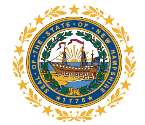 SEAL · OF · THE · STATE · OF · NEW · HAMPSHIRE
1776